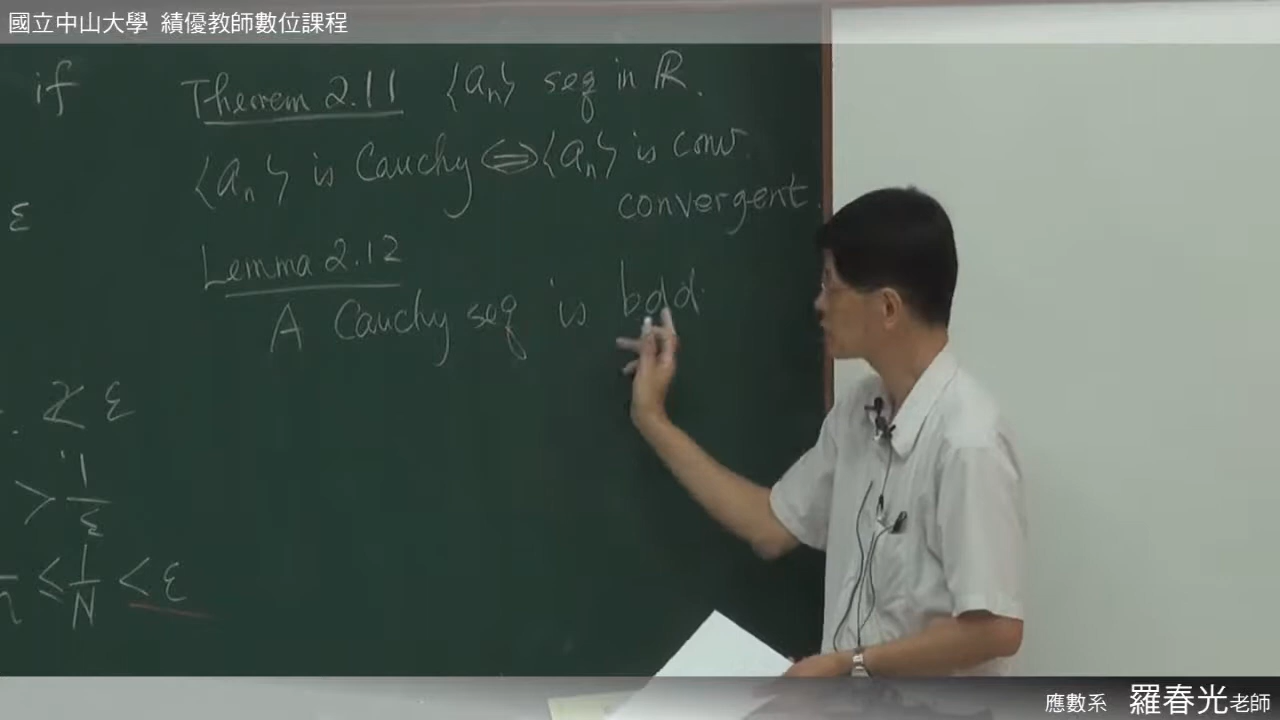 國立中山大學 績優教師數位課程
if
Theorem 2.11 ⟨aₙ⟩ seq in ℝ.
⟨aₙ⟩ is Cauchy ⇔ ⟨aₙ⟩ is conv.
convergent.
ε
Lemma 2.12
A Cauchy seq is bdd.
< ε
> 1/ε
≤ 1/N < ε
應數系 羅春光老師